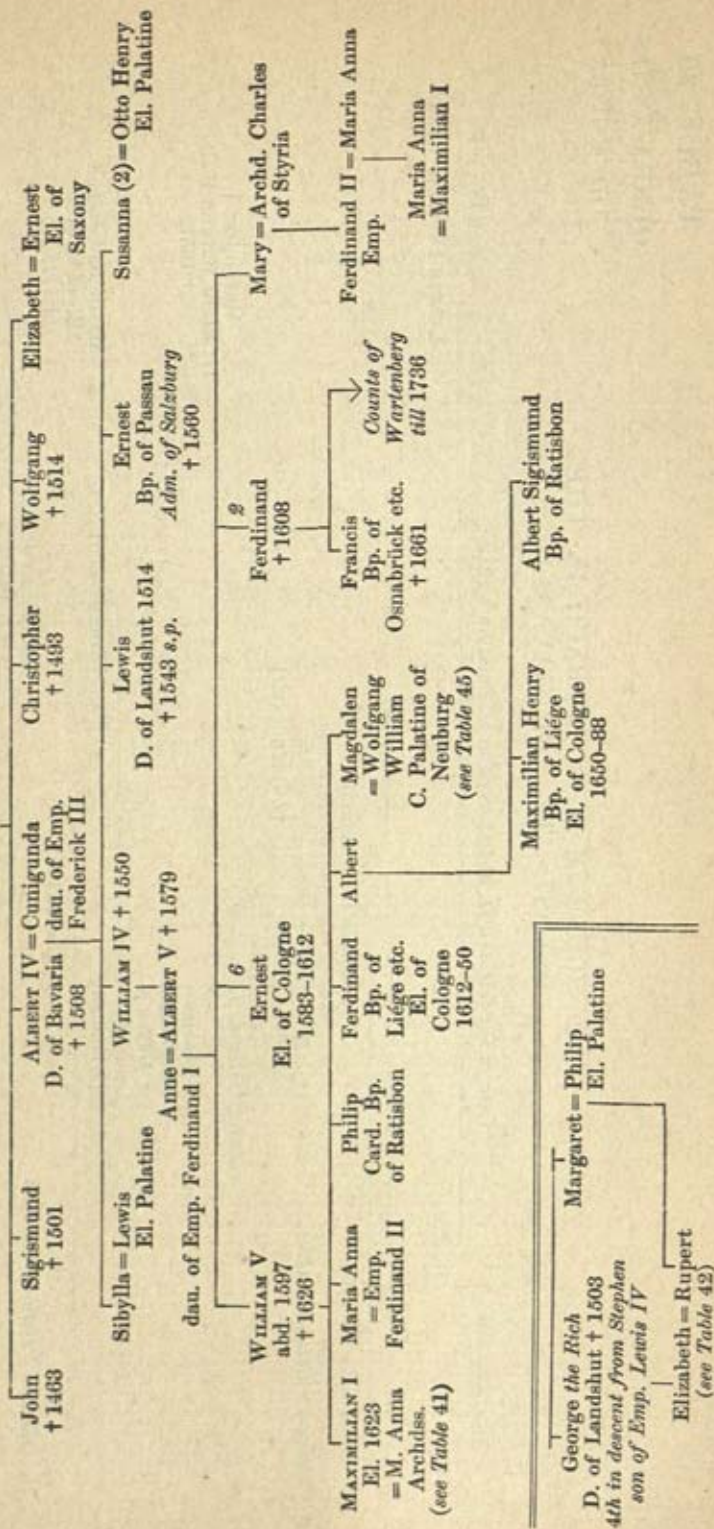 John
† 1463
Sigismund
† 1501
ALBERT IV = Cunigunda
D. of Bavaria dau. of Emp.
† 1508 Frederick III
Christopher
† 1493
Wolfgang
† 1514
Elizabeth = Ernest
El. of
Saxony
Sibylla = Lewis
El. Palatine
WILLIAM IV † 1550
Lewis
D. of Landshut 1514
† 1543 s.p.
Ernest
Bp. of Passau
Adm. of Salzburg
† 1560
Susanna (2) = Otto Henry
El. Palatine
Anne = ALBERT V † 1579
dau. of Emp. Ferdinand I
WILLIAM V
abd. 1597
† 1626
6
Ernest
El. of Cologne
1583–1612
2
Ferdinand
† 1608
Mary = Archd. Charles
of Styria
MAXIMILIAN I
El. 1623
= M. Anna
Archdss.
(see Table 41)
Maria Anna
= Emp.
Ferdinand II
Philip
Card. Bp.
of Ratisbon
Ferdinand
Bp. of
Liége etc.
El. of
Cologne
1612–50
Albert
Magdalen
= Wolfgang
William
C. Palatine of
Neuburg
(see Table 45)
Francis
Bp. of
Osnabrück etc.
† 1661
Counts of
Wartenberg
till 1736
Ferdinand II = Maria Anna
Emp.
Maria Anna
= Maximilian I
Maximilian Henry
Bp. of Liége
El. of Cologne
1650–88
Albert Sigismund
Bp. of Ratisbon
George the Rich
D. of Landshut † 1503
4th in descent from Stephen
son of Emp. Lewis IV
Margaret = Philip
El. Palatine
Elizabeth = Rupert
(see Table 42)